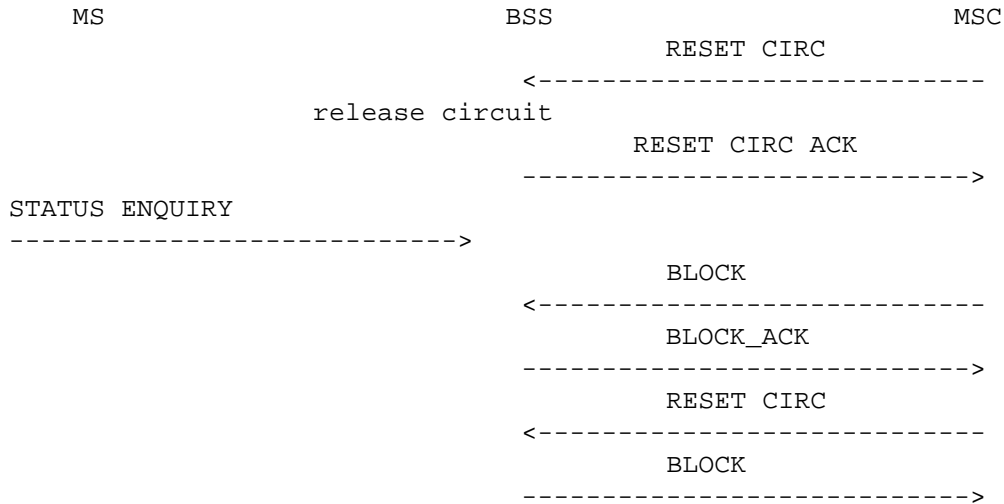 MS BSS MSC
RESET CIRC
<----------------------------
release circuit
RESET CIRC ACK
---------------------------->
STATUS ENQUIRY
---------------------------->
BLOCK
<----------------------------
BLOCK_ACK
---------------------------->
RESET CIRC
<----------------------------
BLOCK
---------------------------->